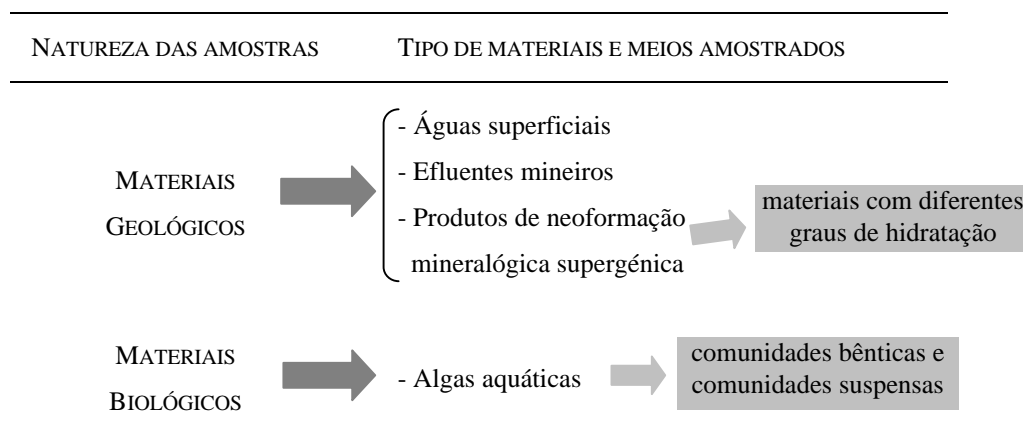 NATUREZA DAS AMOSTRAS TIPO DE MATERIAIS E MEIOS AMOSTRADOS
MATERIAIS
GEOLÓGICOS
- Águas superficiais
- Efluentes mineiros
- Produtos de neoformação
mineralógica supergénica
materiais com diferentes
graus de hidratação
MATERIAIS
BIOLÓGICOS
- Algas aquáticas
comunidades bênticas e
comunidades suspensas